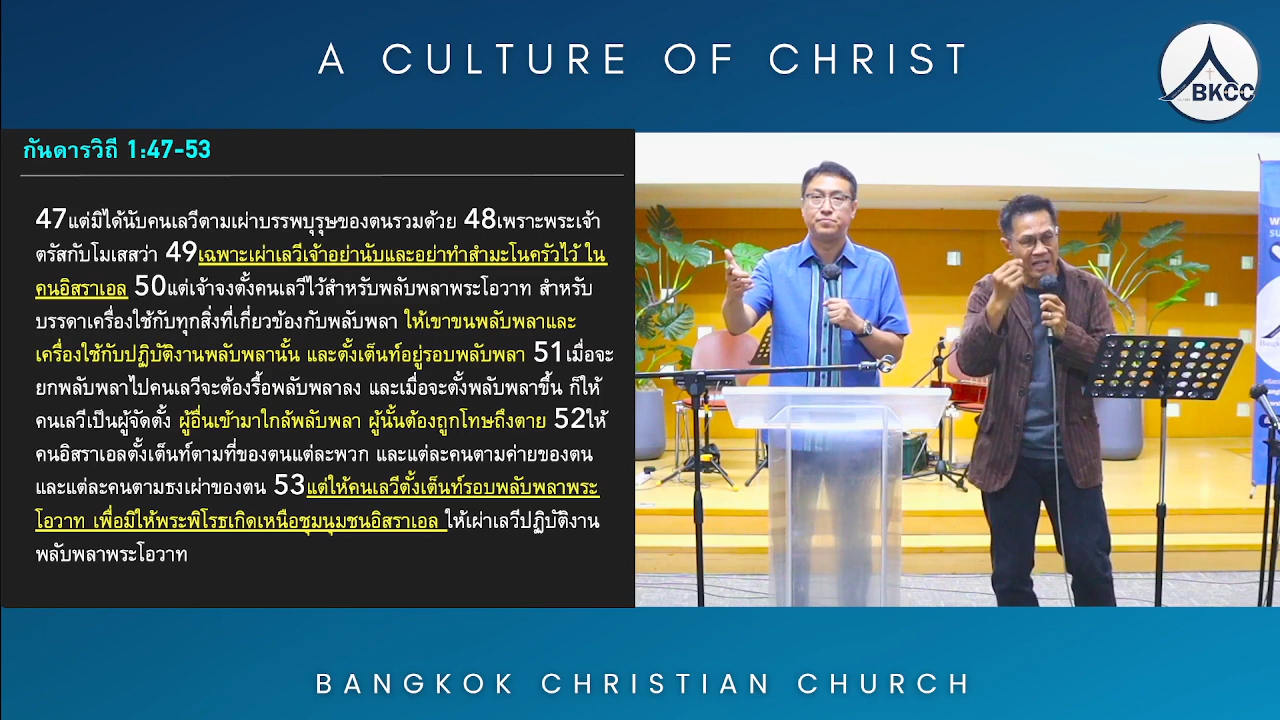 A CULTURE OF CHRIST
BKCC
กันดารวิถี 1:47-53
47แต่มิได้นับคนเลวีตามเผ่าบรรพบุรุษของตนรวมด้วย 48เพราะพระเจ้า
ตรัสกับโมเสสว่า 49เฉพาะเผ่าเลวีเจ้าอย่านับและอย่าทำสำมะโนครัวไว้ ใน
คนอิสราเอล 50แต่เจ้าจงตั้งคนเลวีไว้สำหรับพลับพลาพระโอวาท สำหรับ
บรรดาเครื่องใช้กับทุกสิ่งที่เกี่ยวข้องกับพลับพลา ให้เขาขนพลับพลาและ
เครื่องใช้กับปฏิบัติงานพลับพลานั้น และตั้งเต็นท์อยู่รอบพลับพลา 51เมื่อจะ
ยกพลับพลาไปคนเลวีจะต้องรื้อพลับพลาลง และเมื่อจะตั้งพลับพลาขึ้น ก็ให้
คนเลวีเป็นผู้จัดตั้ง ผู้อื่นเข้ามาใกล้พลับพลา ผู้นั้นต้องถูกโทษถึงตาย 52ให้
คนอิสราเอลตั้งเต็นท์ตามที่ของตนแต่ละพวก และแต่ละคนตามค่ายของตน
และแต่ละคนตามธงเผ่าของตน 53แต่ให้คนเลวีตั้งเต็นท์รอบพลับพลาพระ
โอวาท เพื่อมิให้พระพิโรธเกิดเหนือชุมนุมชนอิสราเอล ให้เผ่าเลวีปฏิบัติงาน
พลับพลาพระโอวาท
BANGKOK CHRISTIAN CHURCH